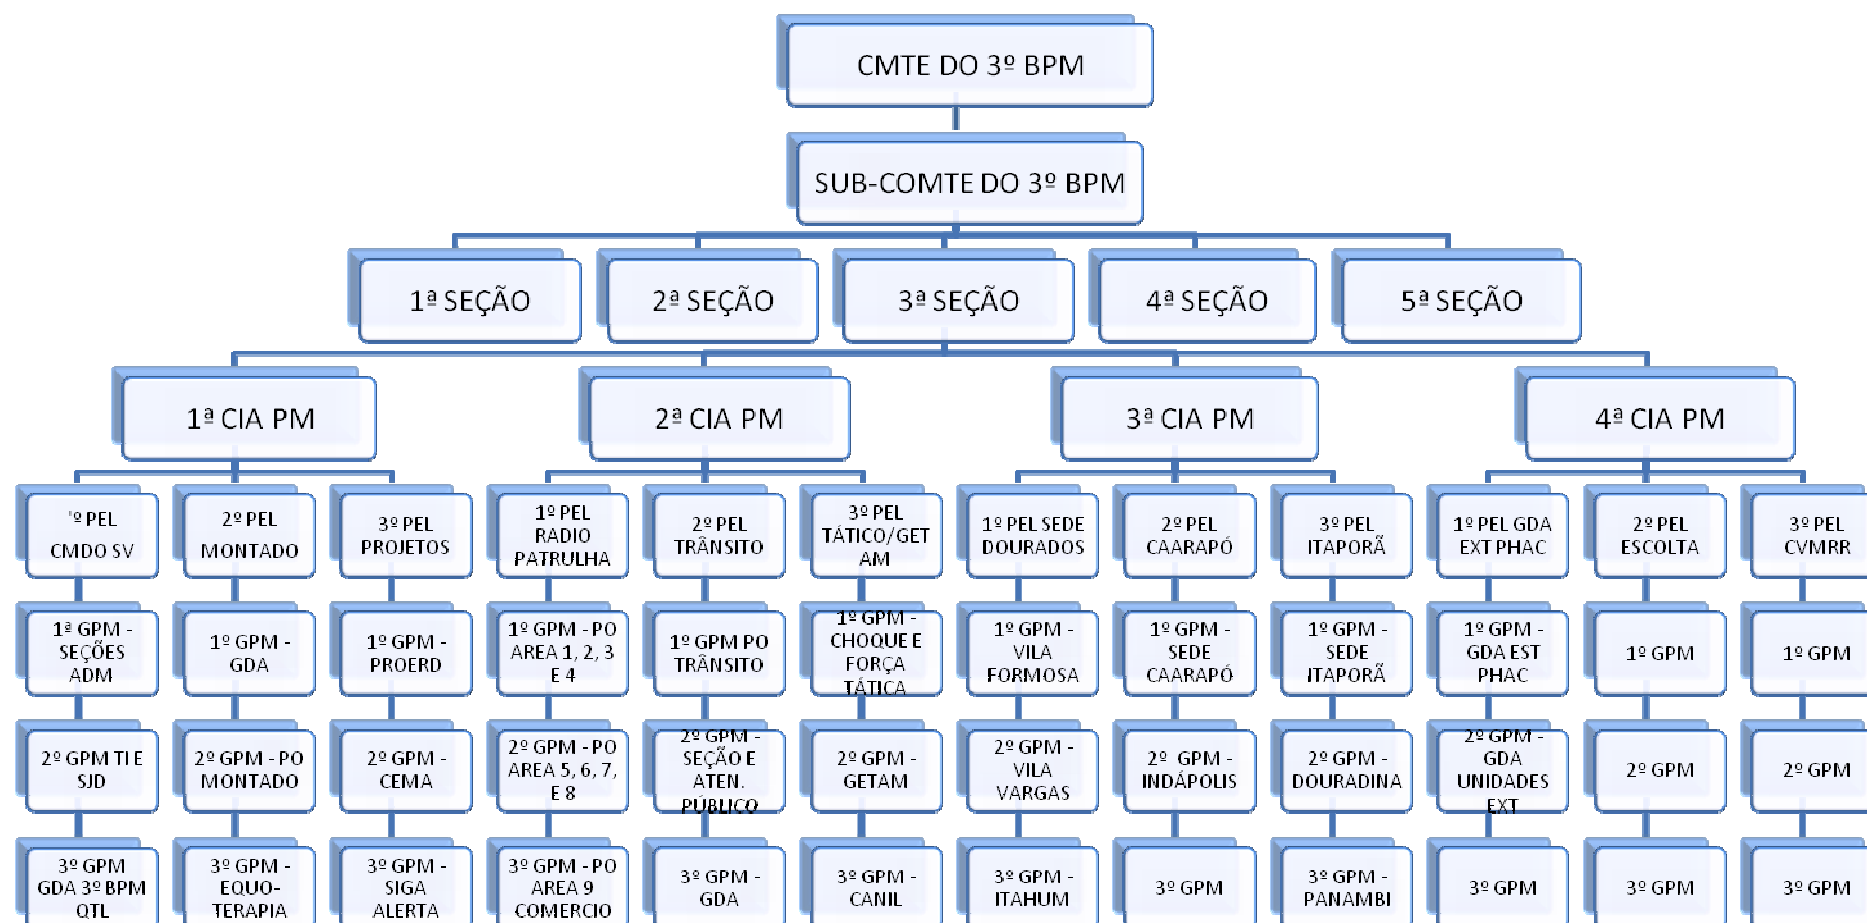 CMTE DO 3º BPM
SUB-COMTE DO 3º BPM
1ª SEÇÃO
2ª SEÇÃO
3ª SEÇÃO
4ª SEÇÃO
5ª SEÇÃO
1ª CIA PM
2ª CIA PM
3ª CIA PM
4ª CIA PM
º PEL
CMDO SV
2º PEL
MONTADO
3º PEL
PROJETOS
1º PEL
RADIO
PATRULHA
2º PEL
TRÂNSITO
3º PEL
TÁTICO/GET
AM
1º PEL SEDE
DOURADOS
2º PEL
CAARAPÓ
3º PEL
ITAPORÃ
1º PEL GDA
EXT PHAC
2º PEL
ESCOLTA
3º PEL
CVMRR
1ª GPM -
SEÇÕES
ADM
1º GPM -
GDA
1º GPM -
PROERD
1º GPM - PO
AREA 1, 2, 3
E 4
1º GPM PO
TRÂNSITO
1º GPM -
CHOQUE E
FORÇA
TÁTICA
1º GPM -
VILA
FORMOSA
1º GPM -
SEDE
CAARAPÓ
1º GPM -
SEDE
ITAPORÃ
1º GPM -
GDA EST
PHAC
1º GPM
1º GPM
2º GPM TI E
SJD
2º GPM - PO
MONTADO
2º GPM -
CEMA
2º GPM - PO
AREA 5, 6, 7,
E 8
2º GPM -
SEÇÃO E
ATEN.
PÚBLICO
2º GPM -
GETAM
2º GPM -
VILA
VARGAS
2º GPM -
INDÁPOLIS
2º GPM -
DOURADINA
2º GPM -
GDA
UNIDADES
EXT
2º GPM
2º GPM
3º GPM
GDA 3º BPM
QTL
3º GPM -
EQUO-
TERAPIA
3º GPM -
SIGA
ALERTA
3º GPM - PO
AREA 9
COMERCIO
3º GPM -
GDA
3º GPM -
CANIL
3º GPM -
ITAHUM
3º GPM
3º GPM -
PANAMBI
3º GPM
3º GPM
3º GPM